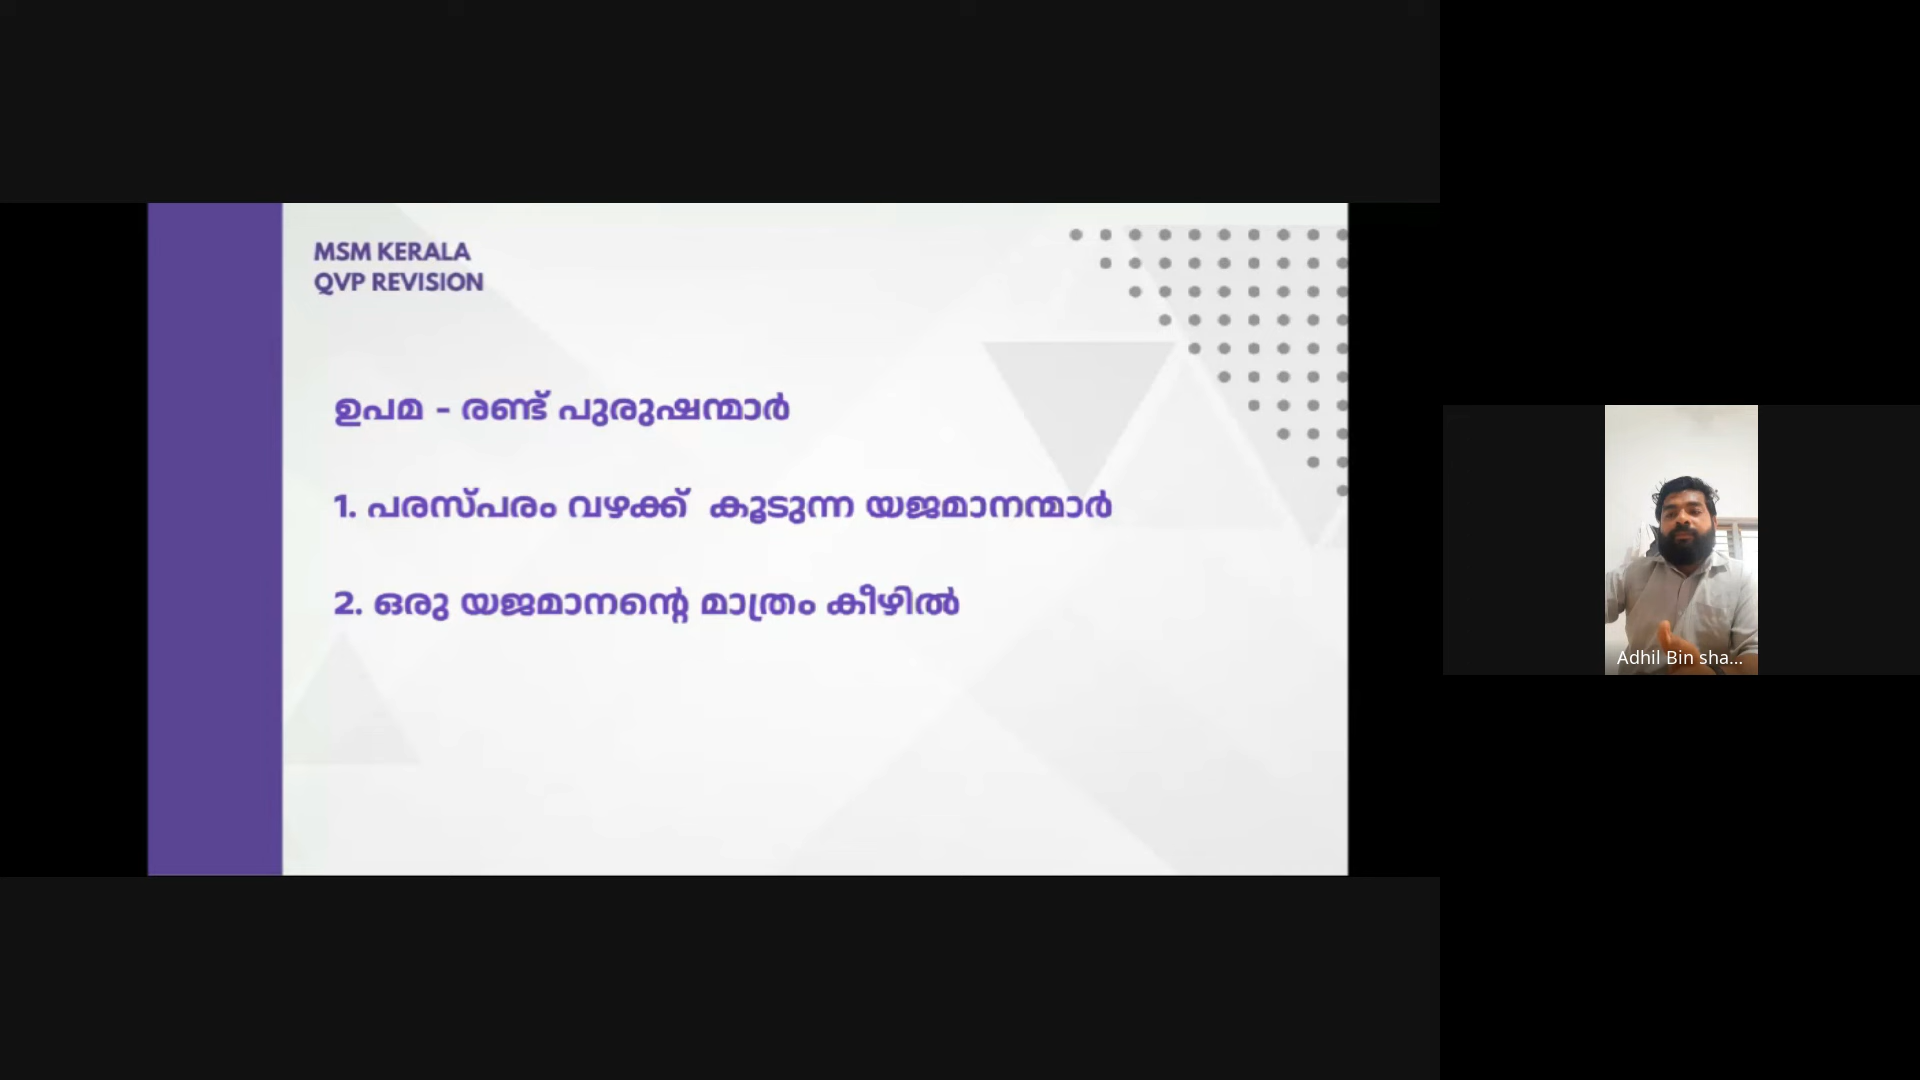 MSM KERALA
QVP REVISION
ഉപമ - രണ്ട് പുരുഷന്മാർ
1. പരസ്പരം വഴക്ക് കൂടുന്ന യജമാനന്മാർ
2. ഒരു യജമാനന്റെ മാത്രം കീഴിൽ
Adhil Bin sha...